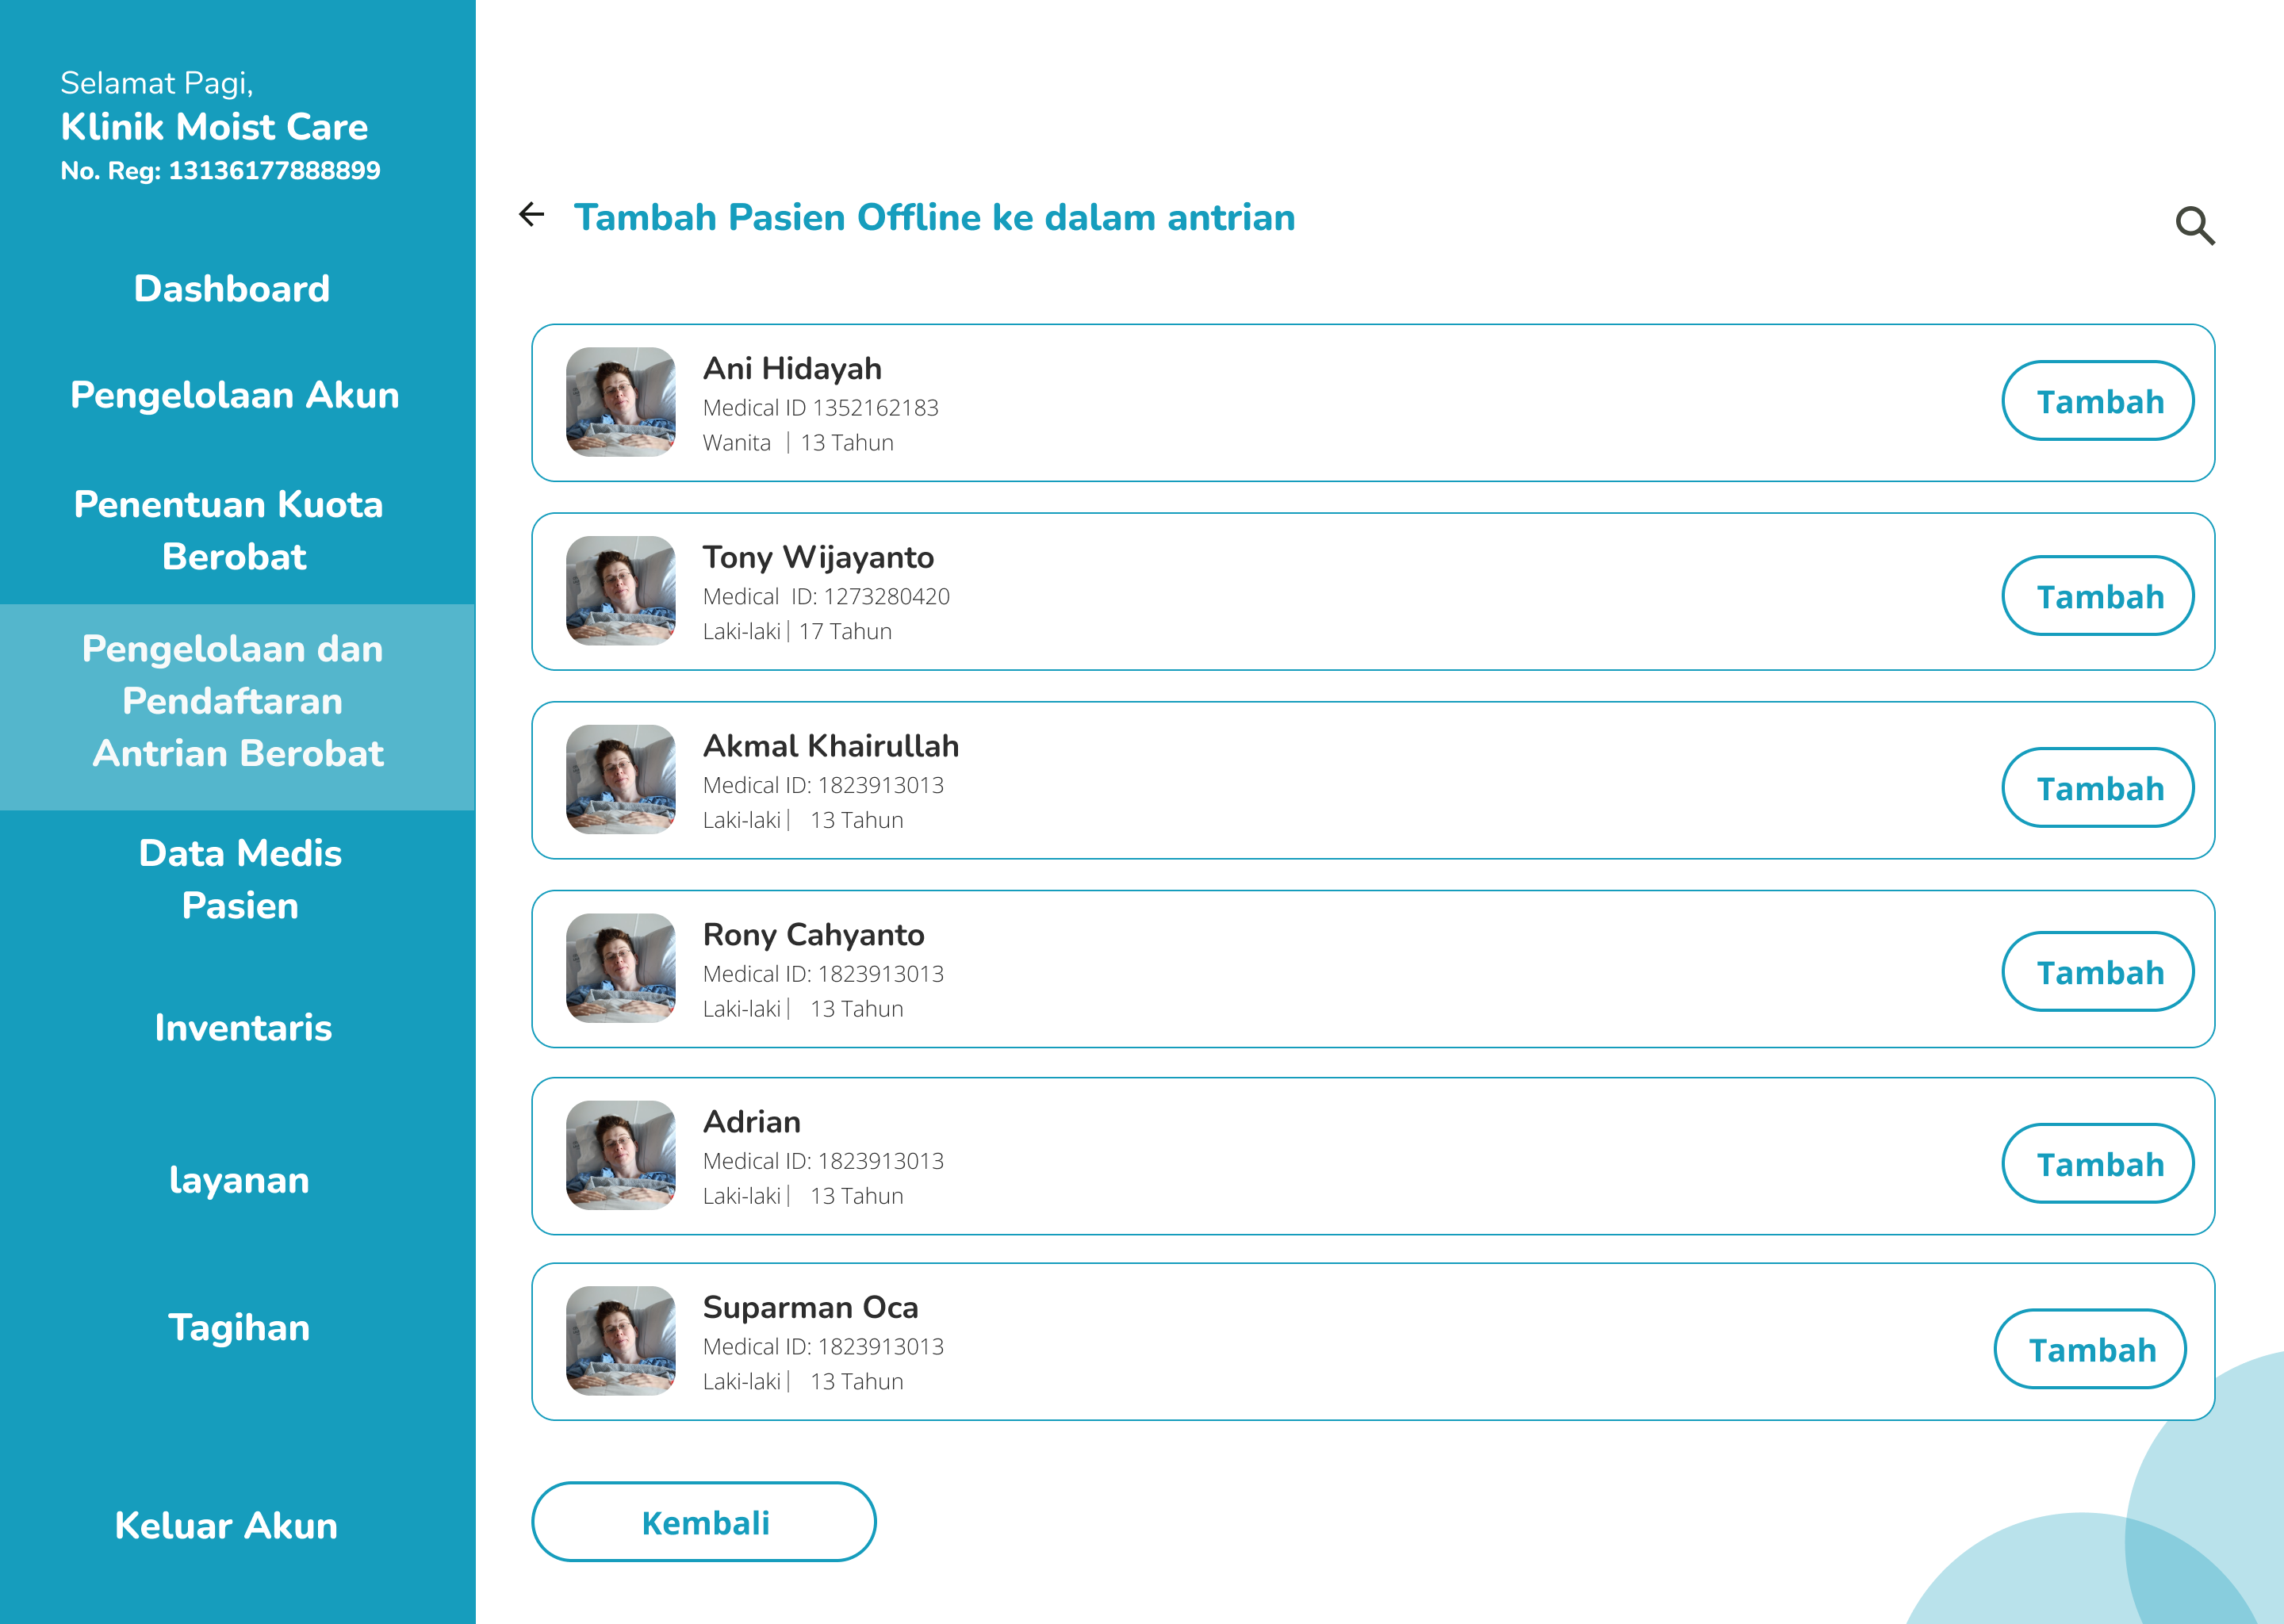 Selamat Pagi,
Klinik Moist Care
No. Reg: 13136177888899
Dashboard
Pengelolaan Akun
Penentuan Kuota
Berobat
Pengelolaan dan
Pendaftaran
Antrian Berobat
Data Medis
Pasien
Inventaris
layanan
Tagihan
Keluar Akun
Tambah Pasien Offline ke dalam antrian
Ani Hidayah
Medical ID 1352162183
Wanita | 13 Tahun
Tambah
Tony Wijayanto
Medical ID: 1273280420
Laki-laki | 17 Tahun
Tambah
Akmal Khairullah
Medical ID: 1823913013
Laki-laki | 13 Tahun
Tambah
Rony Cahyanto
Medical ID: 1823913013
Laki-laki | 13 Tahun
Tambah
Adrian
Medical ID: 1823913013
Laki-laki | 13 Tahun
Tambah
Suparman Oca
Medical ID: 1823913013
Laki-laki | 13 Tahun
Tambah
Kembali